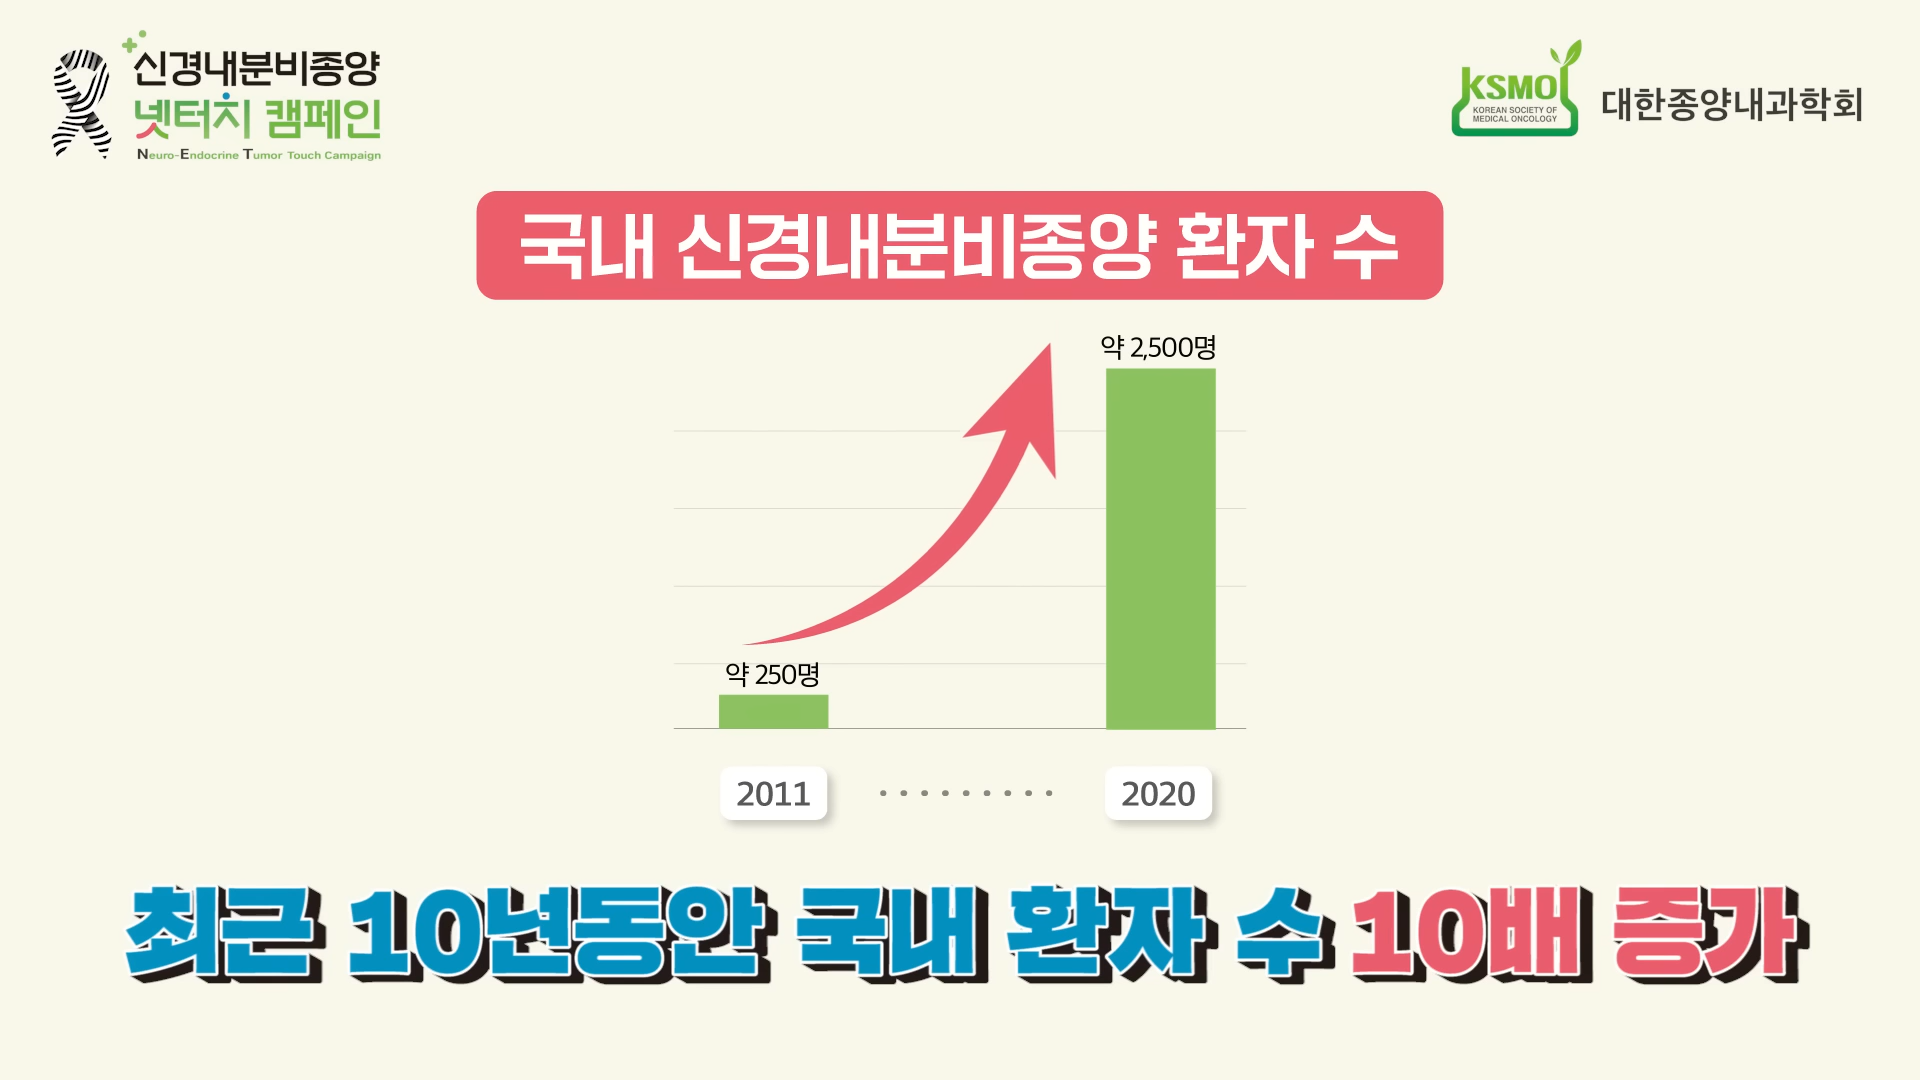 신경내분비종양
넷터치 캠페인
Neuro-Endocrine Tumor Touch Campaign
KSMO
KOREAN SOCIETY OF
MEDICAL ONCOLOGY
대한종양내과학회
국내 신경내분비종양 환자 수
약 2,500명
약 250명
2011 ········· 2020
최근 10년동안 국내 환자 수 10배 증가